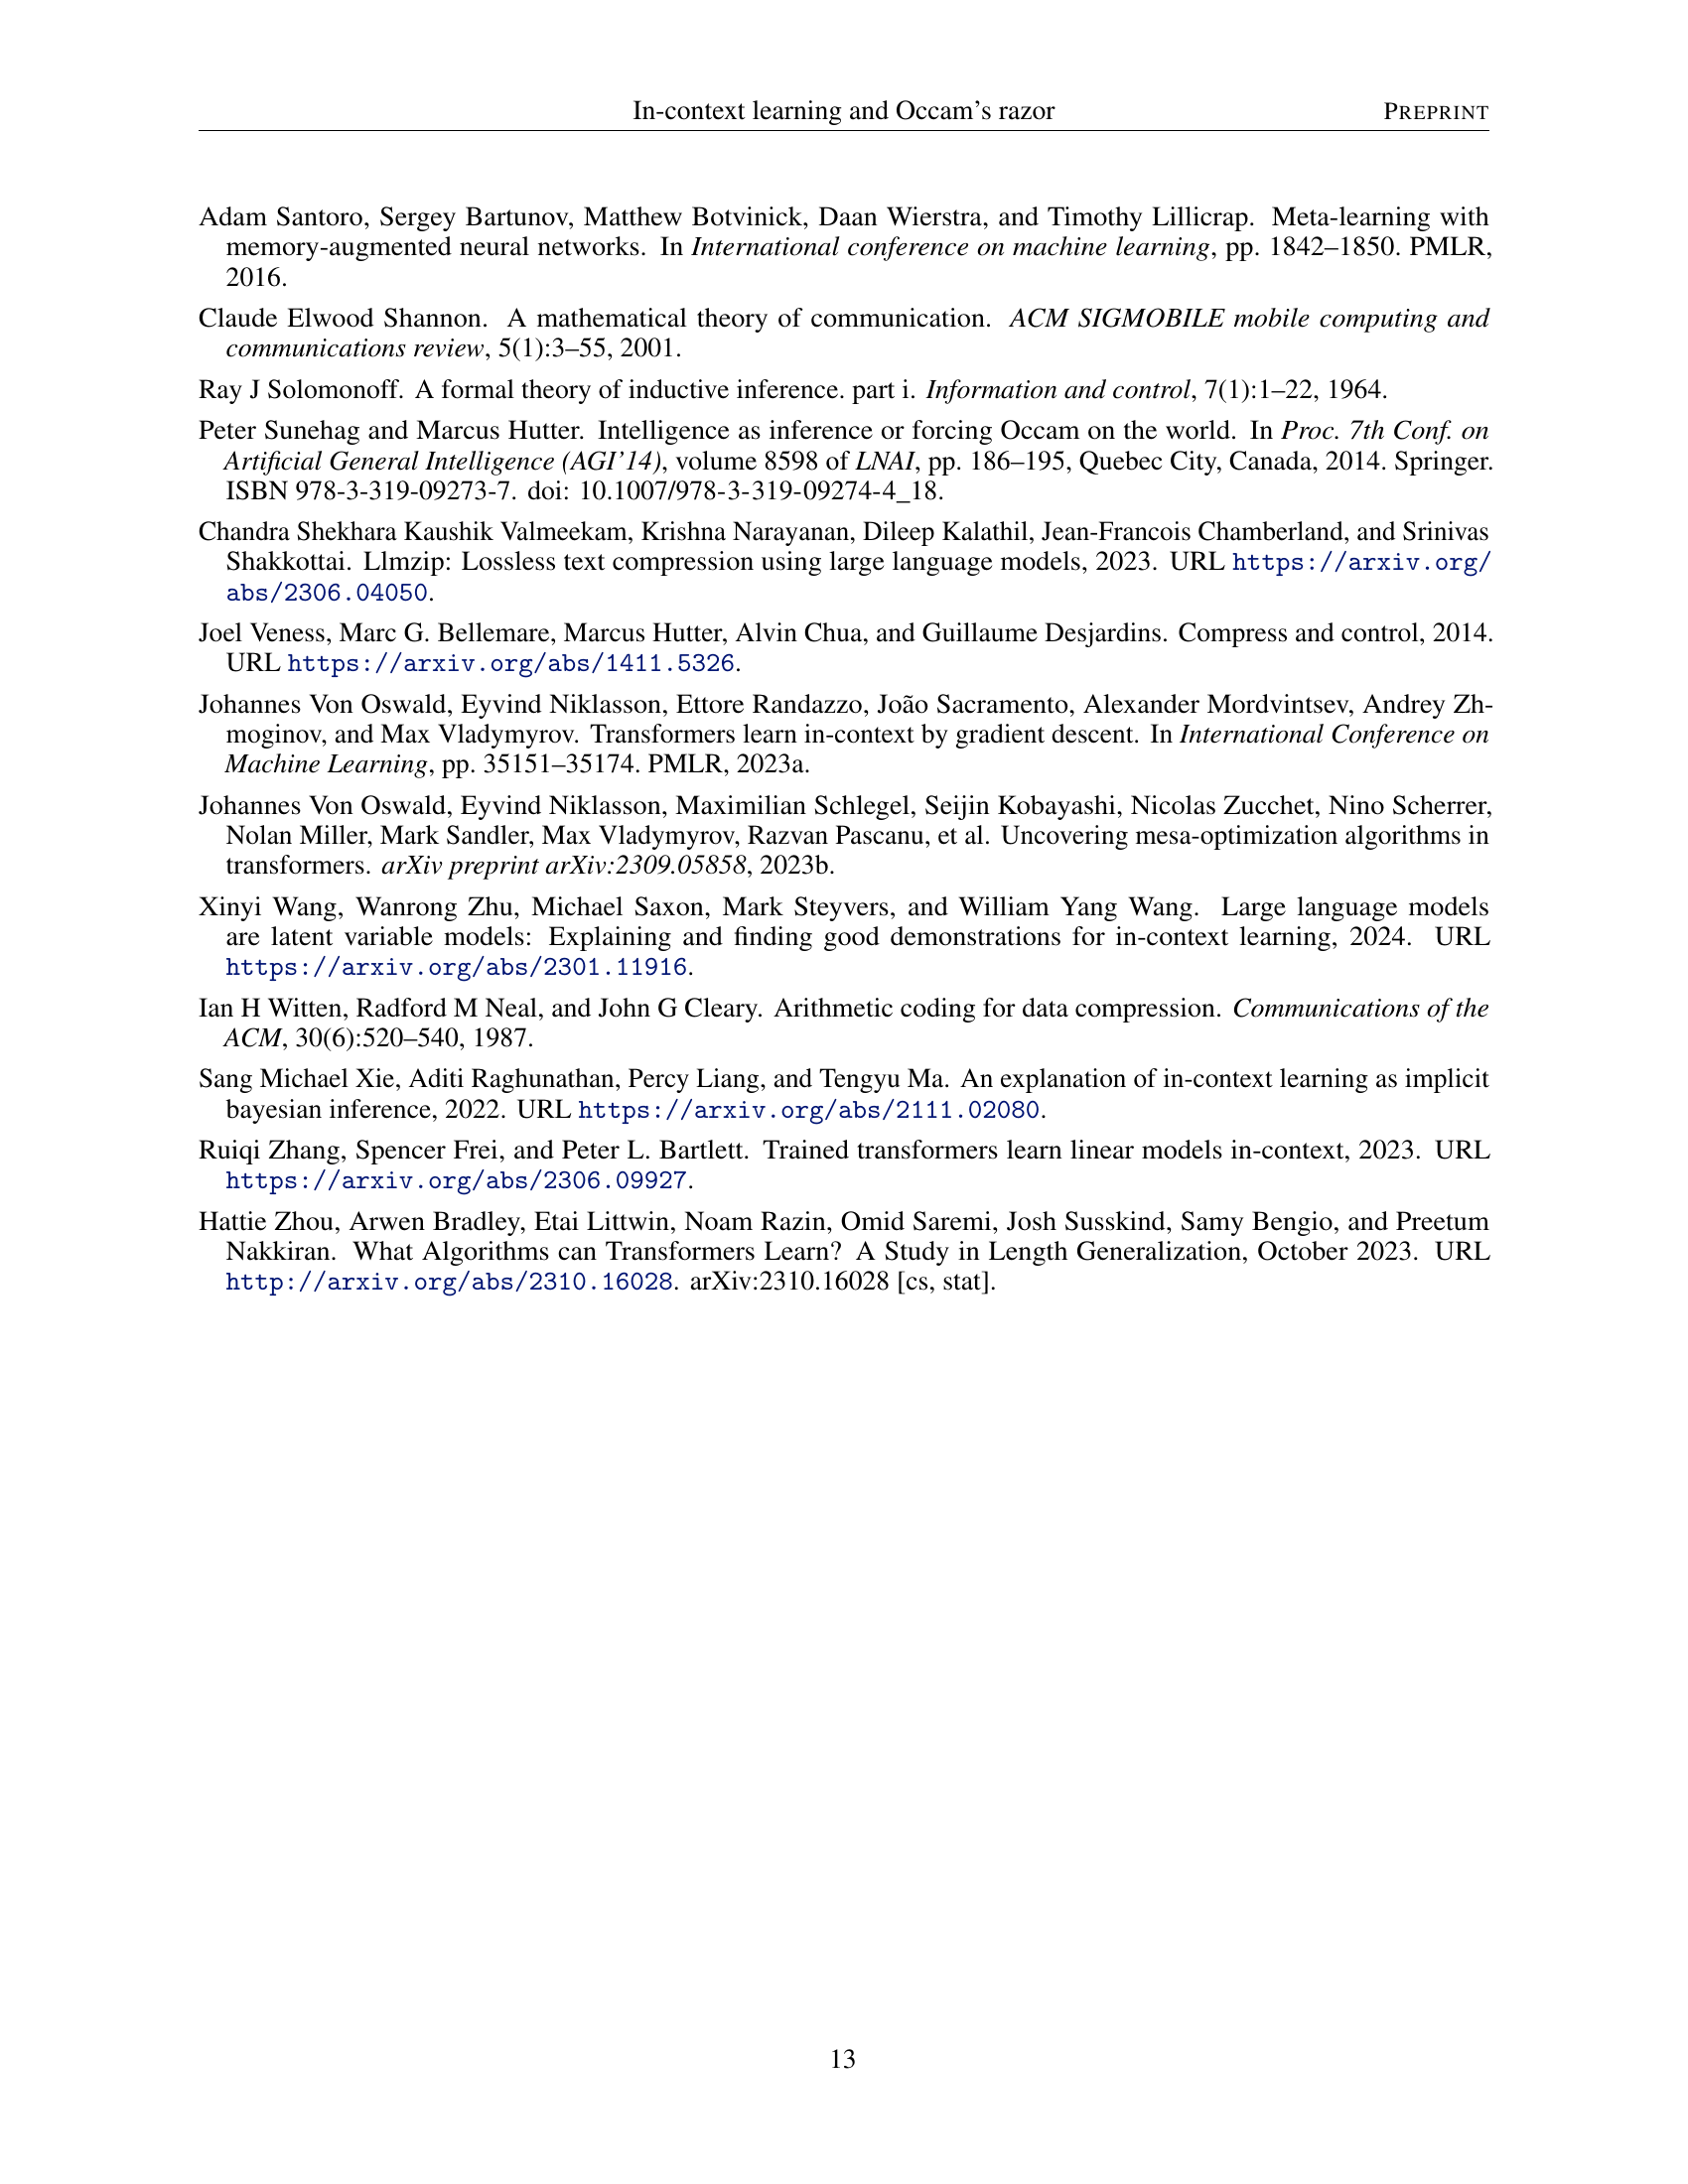 In-context learning and Occam's razor PREPRINT
Adam Santoro, Sergey Bartunov, Matthew Botvinick, Daan Wierstra, and Timothy Lillicrap. Meta-learning with
memory-augmented neural networks. In International conference on machine learning, pp. 1842–1850. PMLR,
2016.
Claude Elwood Shannon. A mathematical theory of communication. ACM SIGMOBILE mobile computing and
communications review, 5(1):3–55, 2001.
Ray J Solomonoff. A formal theory of inductive inference. part i. Information and control, 7(1):1–22, 1964.
Peter Sunehag and Marcus Hutter. Intelligence as inference or forcing Occam on the world. In Proc. 7th Conf. on
Artificial General Intelligence (AGI'14), volume 8598 of LNAI, pp. 186–195, Quebec City, Canada, 2014. Springer.
ISBN 978-3-319-09273-7. doi: 10.1007/978-3-319-09274-4_18.
Chandra Shekhara Kaushik Valmeekam, Krishna Narayanan, Dileep Kalathil, Jean-Francois Chamberland, and Srinivas
Shakkottai. Llmzip: Lossless text compression using large language models, 2023. URL https://arxiv.org/
abs/2306.04050.
Joel Veness, Marc G. Bellemare, Marcus Hutter, Alvin Chua, and Guillaume Desjardins. Compress and control, 2014.
URL https://arxiv.org/abs/1411.5326.
Johannes Von Oswald, Eyvind Niklasson, Ettore Randazzo, João Sacramento, Alexander Mordvintsev, Andrey Zh-
moginov, and Max Vladymyrov. Transformers learn in-context by gradient descent. In International Conference on
Machine Learning, pp. 35151–35174. PMLR, 2023a.
Johannes Von Oswald, Eyvind Niklasson, Maximilian Schlegel, Seijin Kobayashi, Nicolas Zucchet, Nino Scherrer,
Nolan Miller, Mark Sandler, Max Vladymyrov, Razvan Pascanu, et al. Uncovering mesa-optimization algorithms in
transformers. arXiv preprint arXiv:2309.05858, 2023b.
Xinyi Wang, Wanrong Zhu, Michael Saxon, Mark Steyvers, and William Yang Wang. Large language models
are latent variable models: Explaining and finding good demonstrations for in-context learning, 2024. URL
https://arxiv.org/abs/2301.11916.
Ian H Witten, Radford M Neal, and John G Cleary. Arithmetic coding for data compression. Communications of the
ACM, 30(6):520–540, 1987.
Sang Michael Xie, Aditi Raghunathan, Percy Liang, and Tengyu Ma. An explanation of in-context learning as implicit
bayesian inference, 2022. URL https://arxiv.org/abs/2111.02080.
Ruiqi Zhang, Spencer Frei, and Peter L. Bartlett. Trained transformers learn linear models in-context, 2023. URL
https://arxiv.org/abs/2306.09927.
Hattie Zhou, Arwen Bradley, Etai Littwin, Noam Razin, Omid Saremi, Josh Susskind, Samy Bengio, and Preetum
Nakkiran. What Algorithms can Transformers Learn? A Study in Length Generalization, October 2023. URL
http://arxiv.org/abs/2310.16028. arXiv:2310.16028 [cs, stat].
13